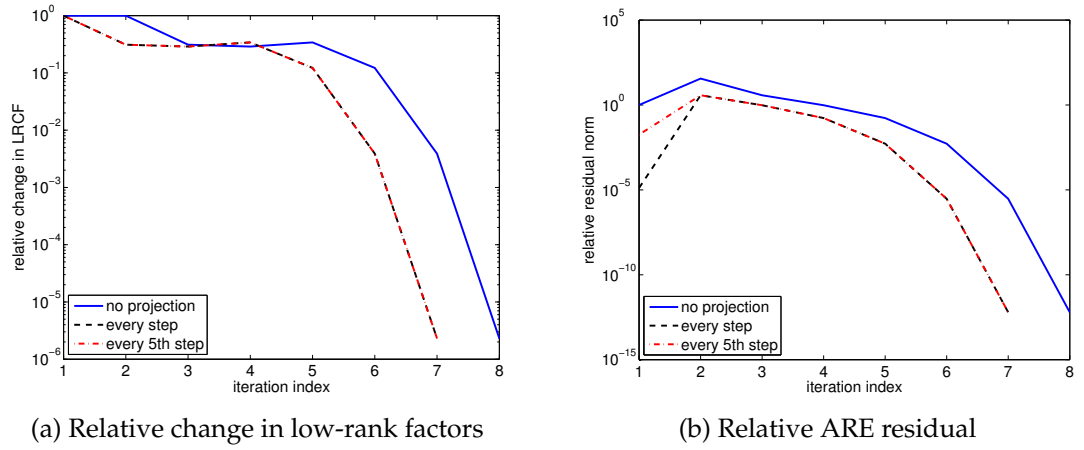 relative change in LRCF
10^0
10^-1
10^-2
10^-3
10^-4
10^-5
10^-6
no projection
every step
every 5th step
1 2 3 4 5 6 7 8
iteration index
(a) Relative change in low-rank factors
relative residual norm
10^5
10^0
10^-5
10^-10
10^-15
no projection
every step
every 5th step
1 2 3 4 5 6 7 8
iteration index
(b) Relative ARE residual